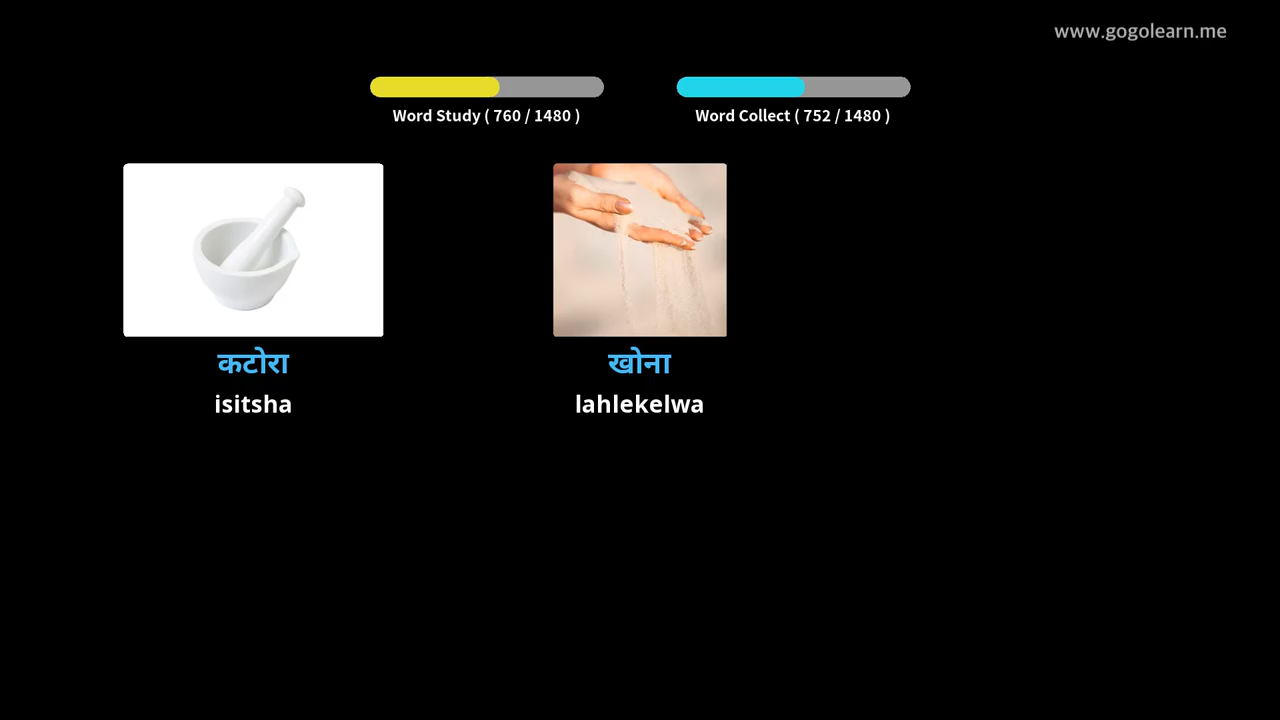 www.gogolearn.me
Word Study ( 760 / 1480 )
Word Collect ( 752 / 1480 )
कटोरा
isitsha
खोना
lahlekelwa